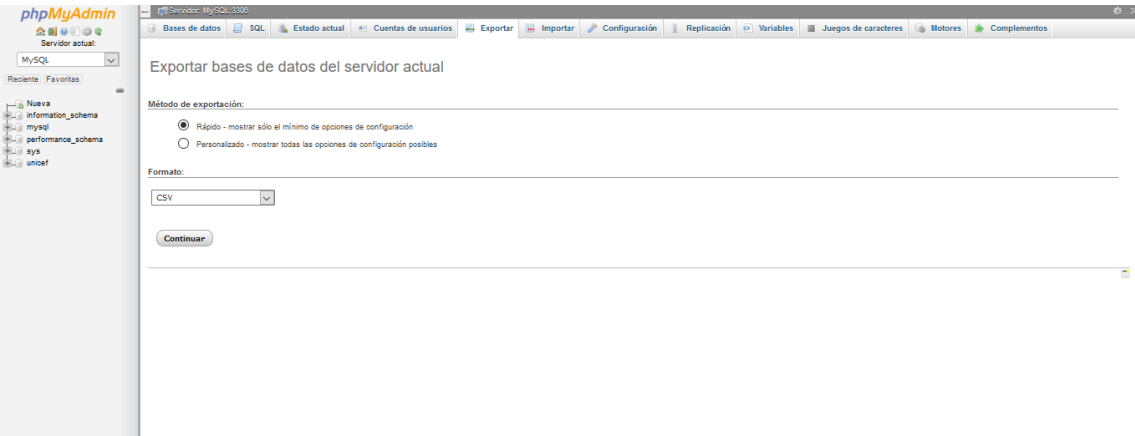 phpMyAdmin
Servidor actual:
MySQL
Reciente Favoritas
Nueva
information_schema
mysql
performance_schema
sys
unicef
Servidor: MySQL:3306
Bases de datos SQL Estado actual Cuentas de usuarios Exportar Importar Configuración Replicación Variables Juegos de caracteres Motores Complementos
Exportar bases de datos del servidor actual
Método de exportación:
Rápido - mostrar sólo el mínimo de opciones de configuración
Personalizado - mostrar todas las opciones de configuración posibles
Formato:
CSV
Continuar